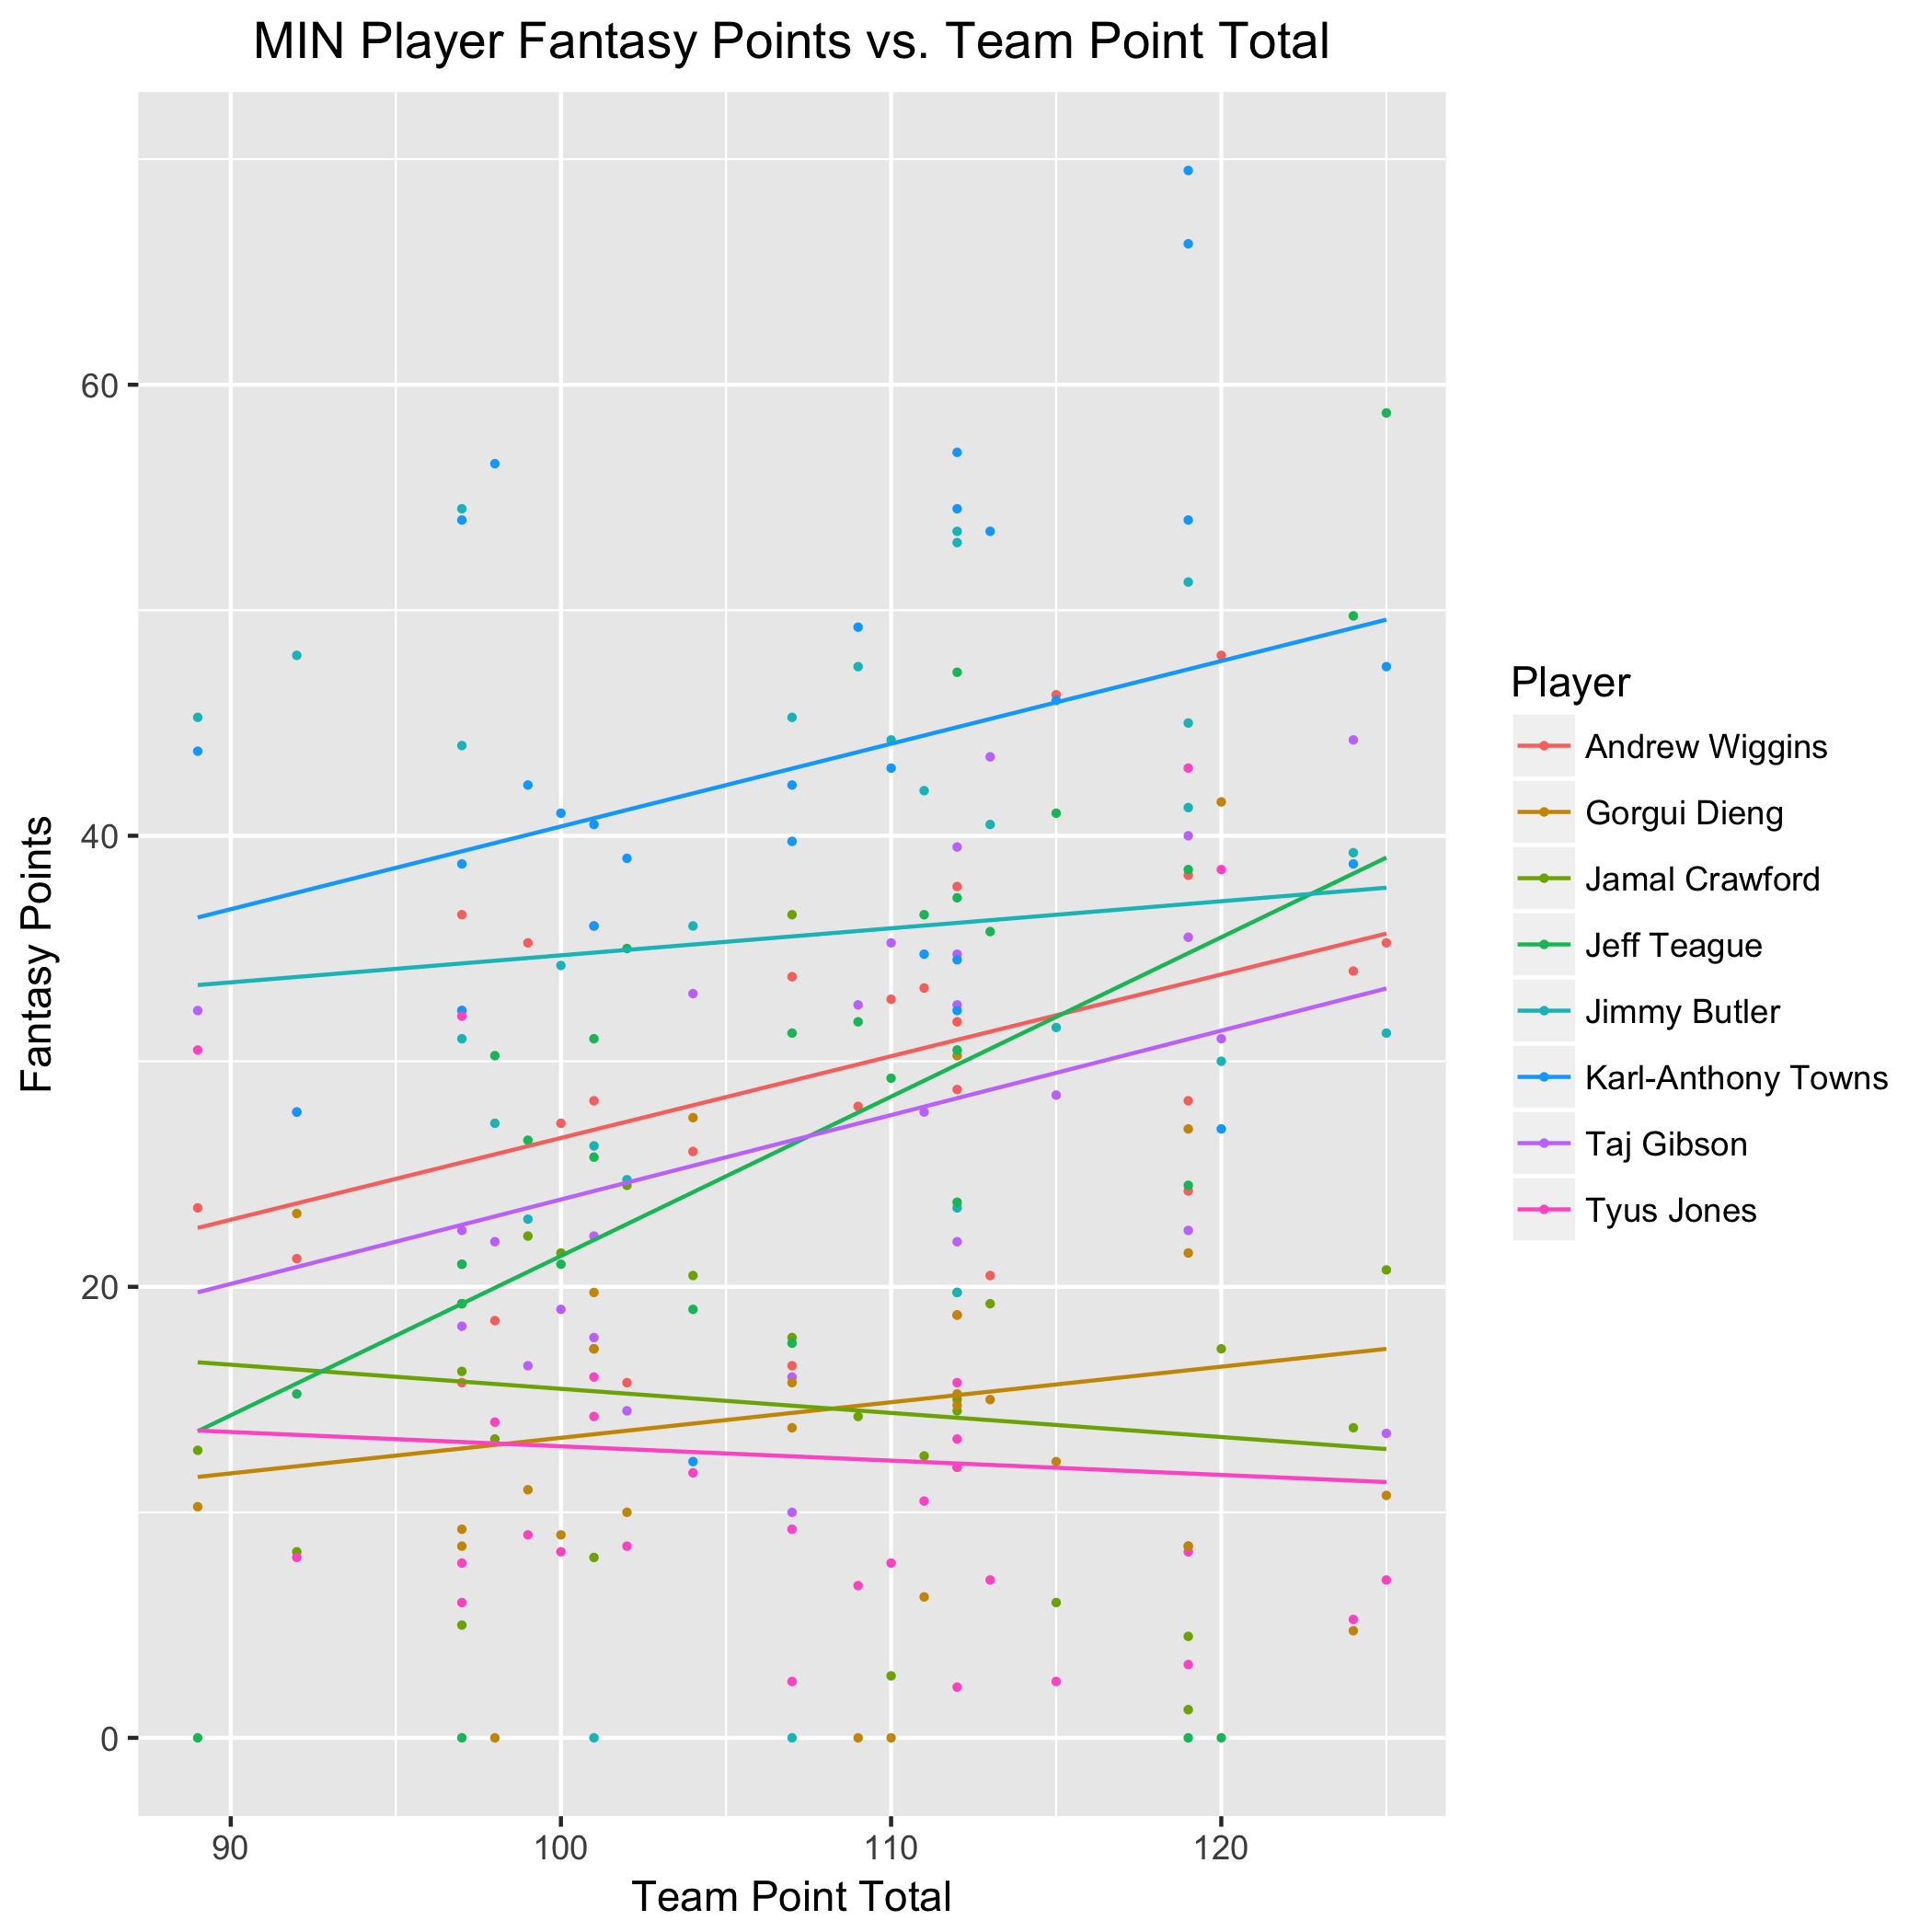 MIN Player Fantasy Points vs. Team Point Total
60
40
20
0
Fantasy Points
90 100 110 120
Team Point Total
Player
Andrew Wiggins
Gorgui Dieng
Jamal Crawford
Jeff Teague
Jimmy Butler
Karl-Anthony Towns
Taj Gibson
Tyus Jones